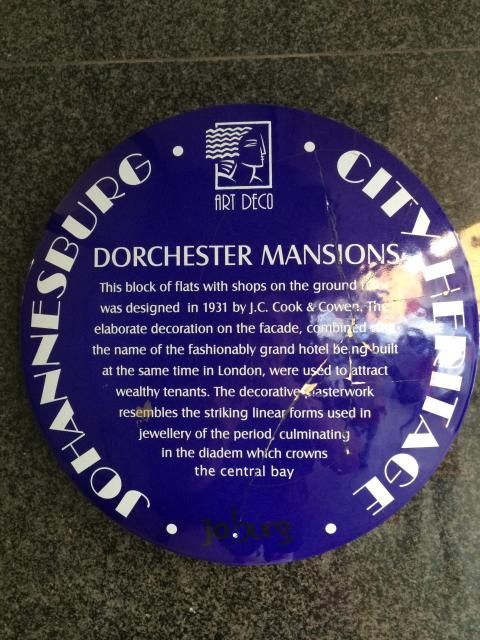 JOHANNESBURG CITY HERITAGE
ART DECO
DORCHESTER MANSIONS
This block of flats with shops on the ground
was designed in 1931 by J.C. Cook & Cowen. The
elaborate decoration on the facade, combined
the name of the fashionably grand hotel being built
at the same time in London, were used to attract
wealthy tenants. The decorative plasterwork
resembles the striking linear forms used in
jewellery of the period, culminating
in the diadem which crowns
the central bay
joburg